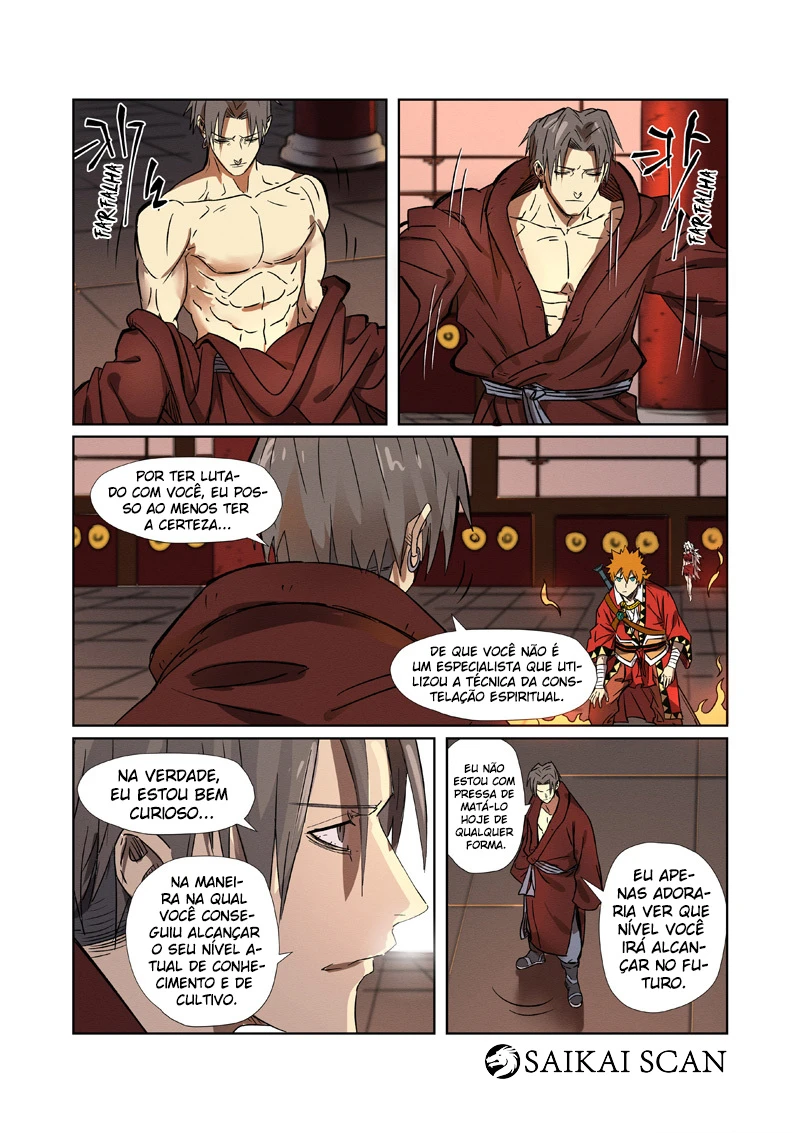 FARFALHA
FARFALHA
POR TER LUTA-
DO COM VOCÊ, EU POS-
SO AO MENOS TER
A CERTEZA...
DE QUE VOCÊ NÃO É
UM ESPECIALISTA QUE UTI-
LIZOU A TÉCNICA DA CONS-
TELAÇÃO ESPIRITUAL.
NA VERDADE,
EU ESTOU BEM
CURIOSO...
NA MANEI-
RA NA QUAL
VOCÊ CONSE-
GUIU ALCANÇAR
O SEU NÍVEL A-
TUAL DE CONHE-
CIMENTO E DE
CULTIVO.
EU NÃO
ESTOU COM
PRESSA DE
MATÁ-LO
HOJE DE
QUALQUER
FORMA.
EU APE-
NAS ADORA-
RIA VER QUE
NÍVEL VOCÊ
IRÁ ALCAN-
ÇAR NO FU-
TURO.
SAIKAI SCAN